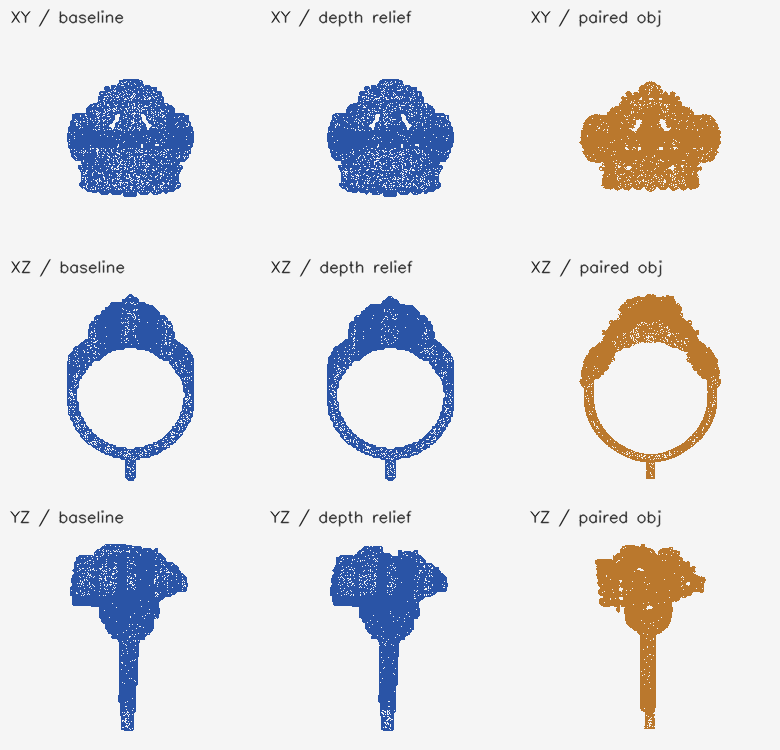 XY / baseline
XY / depth relief
XY / paired obj
XZ / baseline
XZ / depth relief
XZ / paired obj
YZ / baseline
YZ / depth relief
YZ / paired obj